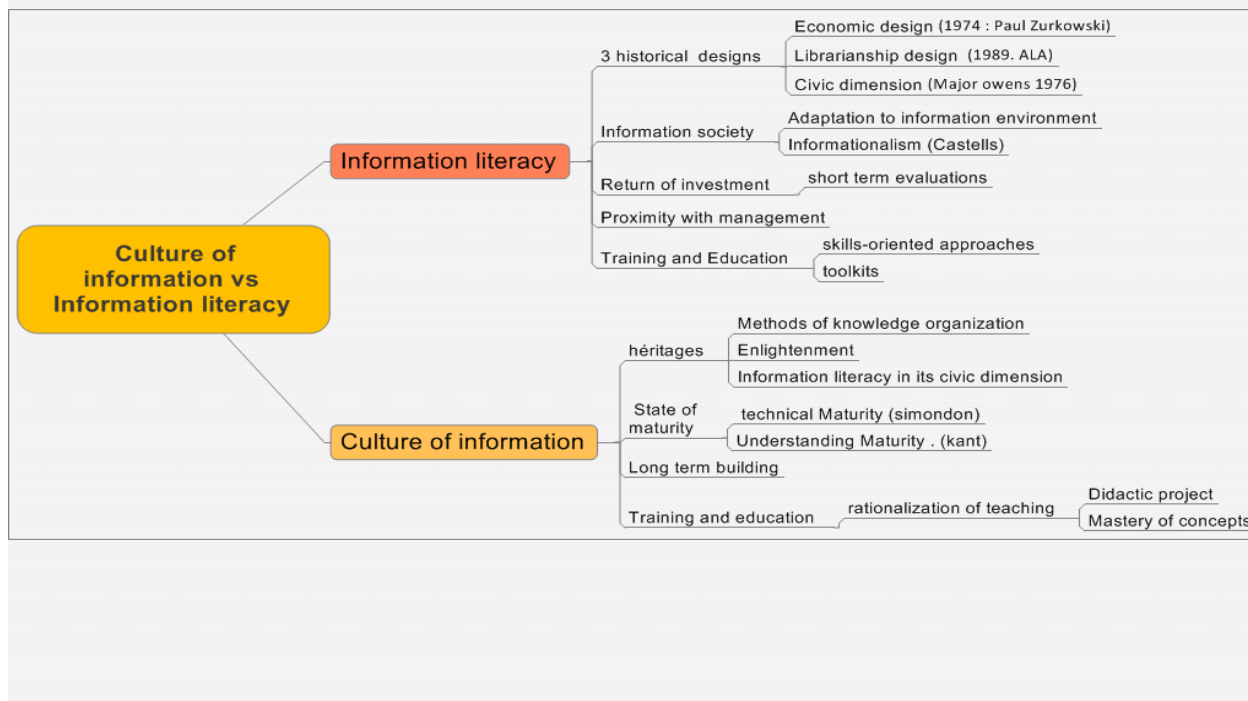 Culture of
information vs
Information literacy
Information literacy
3 historical designs
Economic design (1974 : Paul Zurkowski)
Librarianship design (1989. ALA)
Civic dimension (Major owens 1976)
Information society
Adaptation to information environment
Informationalism (Castells)
Return of investment
short term evaluations
Proximity with management
Training and Education
skills-oriented approaches
toolkits
Culture of information
héritages
Methods of knowledge organization
Enlightenment
Information literacy in its civic dimension
State of
maturity
technical Maturity (simondon)
Understanding Maturity . (kant)
Long term building
Training and education
rationalization of teaching
Didactic project
Mastery of concepts